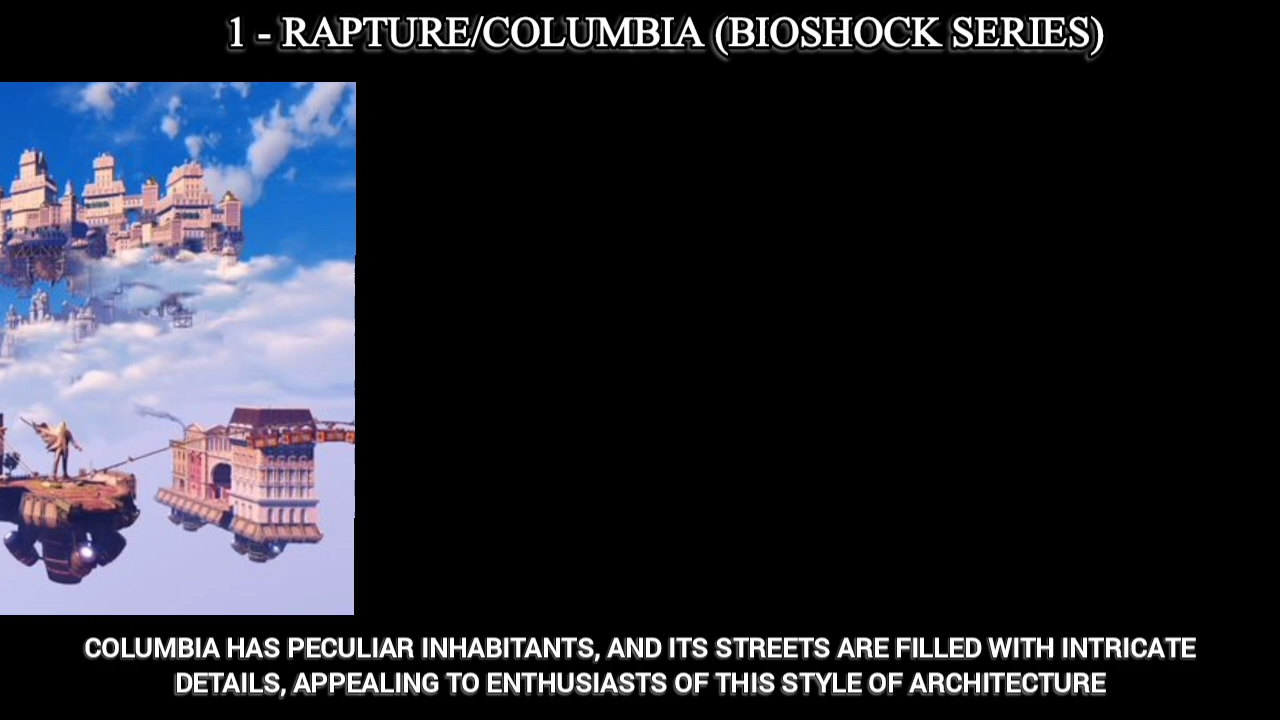 1 - RAPTURE/COLUMBIA (BIOSHOCK SERIES)
COLUMBIA HAS PECULIAR INHABITANTS, AND ITS STREETS ARE FILLED WITH INTRICATE
DETAILS, APPEALING TO ENTHUSIASTS OF THIS STYLE OF ARCHITECTURE